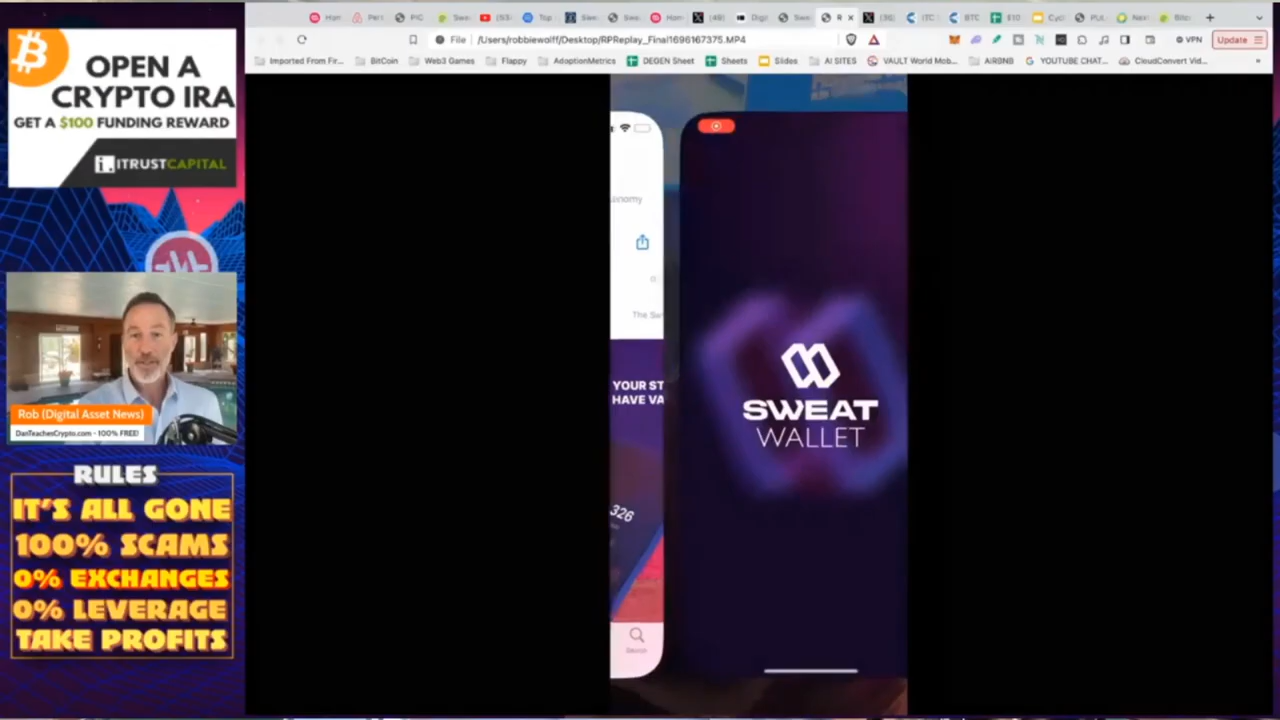 OPEN A
CRYPTO IRA
GET A $100 FUNDING REWARD
ITRUSTCAPITAL
Rob (Digital Asset News)
DanTeachesCrypto.com - 100% FREE!
RULES
IT'S ALL GONE
100% SCAMS
0% EXCHANGES
0% LEVERAGE
TAKE PROFITS
File
/Users/robbiewolff/Desktop/RPReplay_Final1696167375.MP4
VPN
Update
Imported From Fir...
BitCoin
Web3 Games
Flappy
AdoptionMetrics
DEGEN Sheet
Sheets
Slides
AI SITES
VAULT World Mob...
AIRBNB
YOUTUBE CHAT...
CloudConvert Vid...
YOUR ST
HAVE VA
326
SWEAT
WALLET